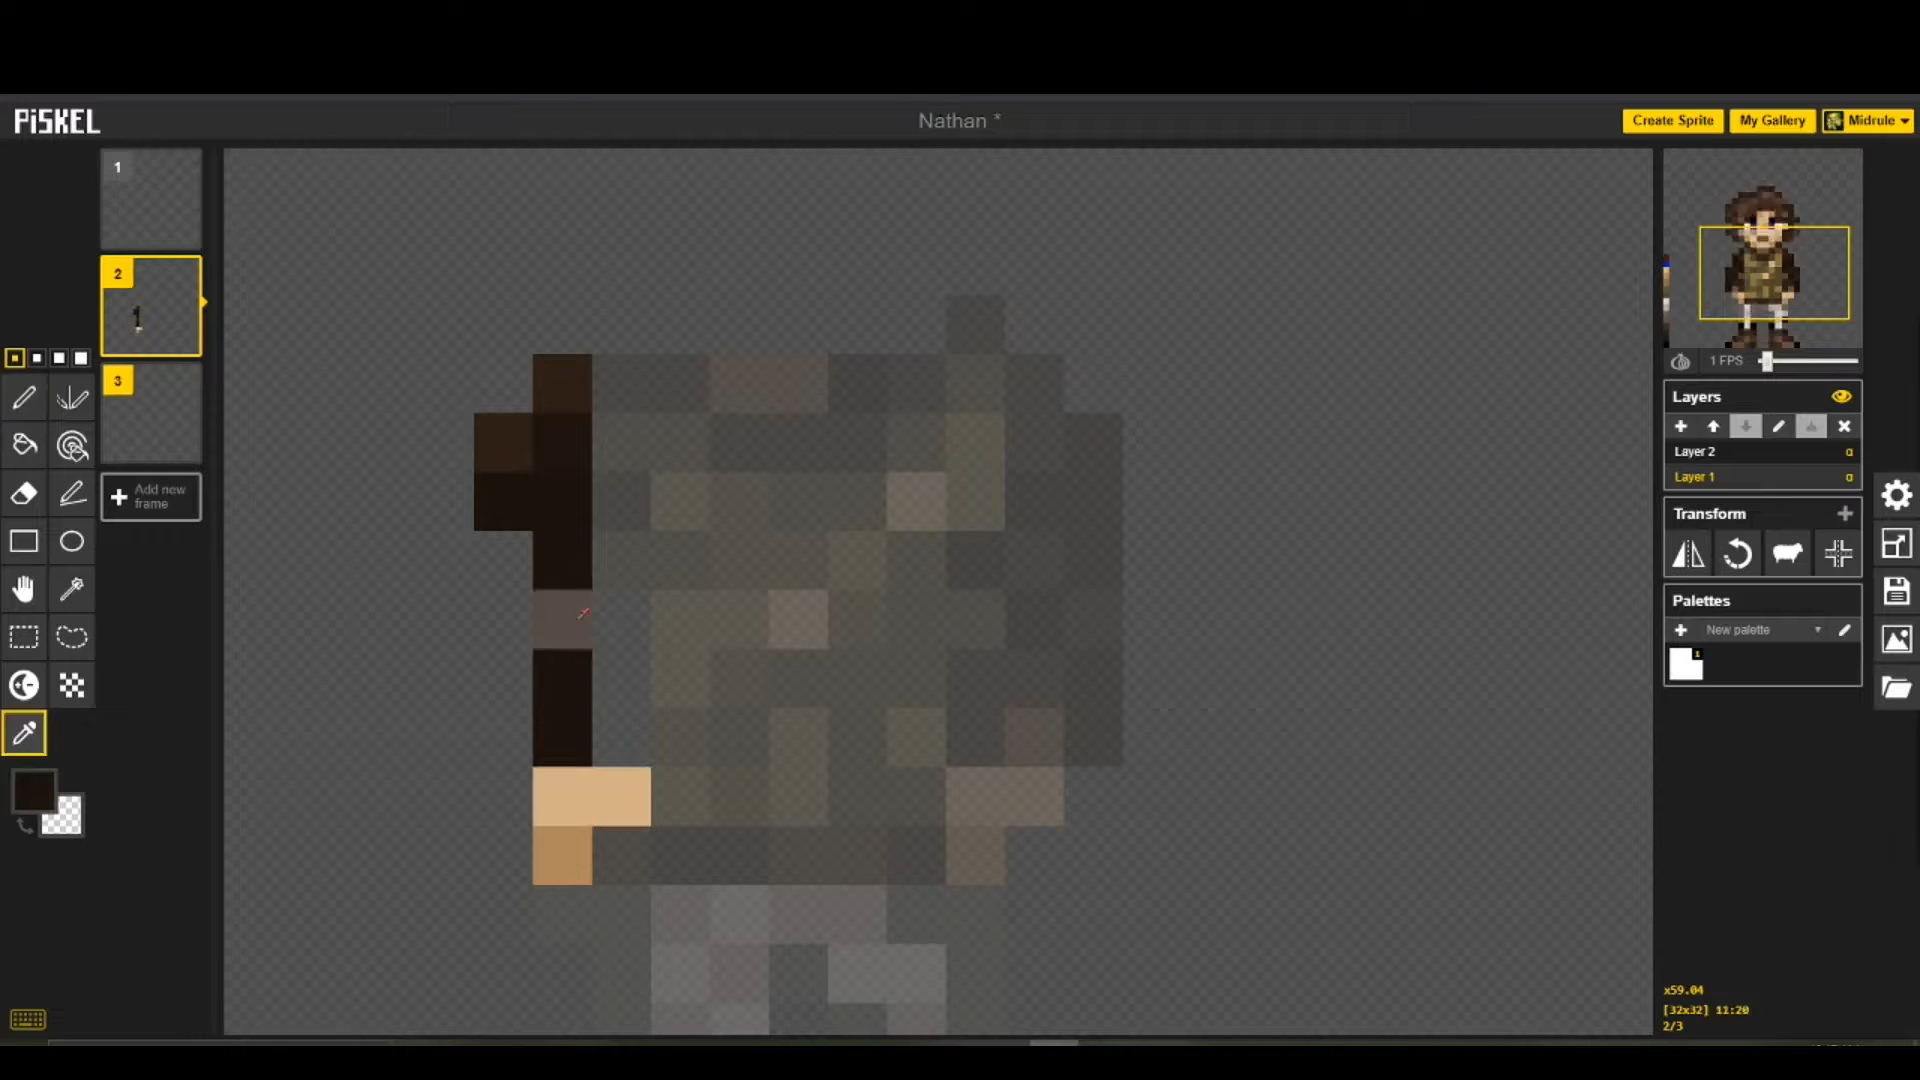 PiSKEL
Nathan *
Create Sprite
My Gallery
Midrule
1
2
3
Add new
frame
1 FPS
Layers
Layer 2
α
Layer 1
α
Transform
Palettes
New palette
1
x59.04
[32x32] 11:20
2/3